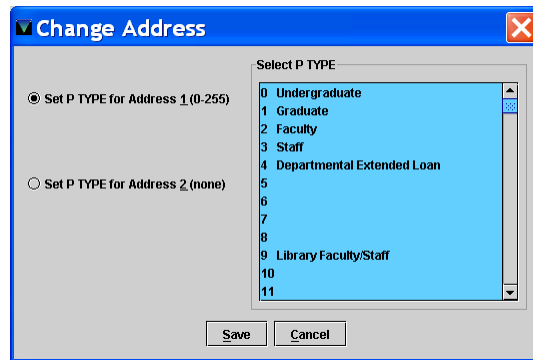 Change Address
Set P TYPE for Address 1 (0-255)
Set P TYPE for Address 2 (none)
Select P TYPE
0 Undergraduate
1 Graduate
2 Faculty
3 Staff
4 Departmental Extended Loan
5
6
7
8
9 Library Faculty/Staff
10
11
Save Cancel